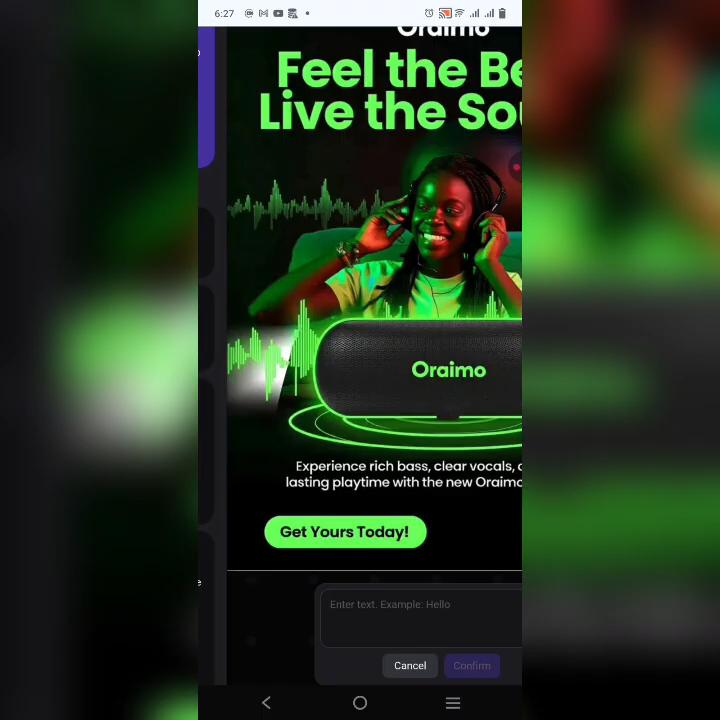 6:27
Oraimo
Feel the Be
Live the Sou
Oraimo
Experience rich bass, clear vocals, a
lasting playtime with the new Oraimo
Get Yours Today!
Enter text. Example: Hello
Cancel
Confirm